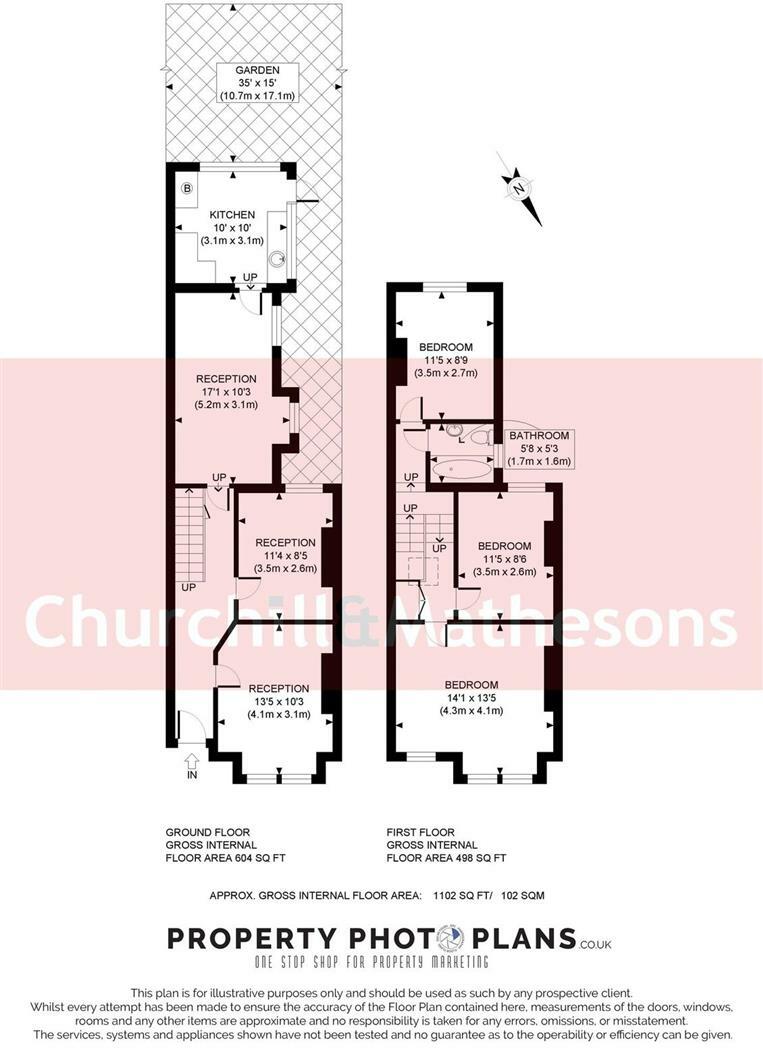 GARDEN
35' x 15'
(10.7m x 17.1m)
B
KITCHEN
10' x 10'
(3.1m x 3.1m)
UP
N
RECEPTION
17'1 x 10'3
(5.2m x 3.1m)
UP
BEDROOM
11'5 x 8'9
(3.5m x 2.7m)
BATHROOM
5'8 x 5'3
(1.7m x 1.6m)
UP
UP
UP
UP
RECEPTION
11'4 x 8'5
(3.5m x 2.6m)
BEDROOM
11'5 x 8'6
(3.5m x 2.6m)
Churchill&Mathesons
RECEPTION
13'5 x 10'3
(4.1m x 3.1m)
BEDROOM
14'1 x 13'5
(4.3m x 4.1m)
IN
GROUND FLOOR
GROSS INTERNAL
FLOOR AREA 604 SQ FT
FIRST FLOOR
GROSS INTERNAL
FLOOR AREA 498 SQ FT
APPROX. GROSS INTERNAL FLOOR AREA: 1102 SQ FT/ 102 SQM
PROPERTY PHOTO PLANS.CO.UK
ONE STOP SHOP FOR PROPERTY MARKETING
This plan is for illustrative purposes only and should be used as such by any prospective client.
Whilst every attempt has been made to ensure the accuracy of the Floor Plan contained here, measurements of the doors, windows,
rooms and any other items are approximate and no responsibility is taken for any errors, omissions, or misstatement.
The services, systems and appliances shown have not been tested and no guarantee as to the operability or efficiency can be given.